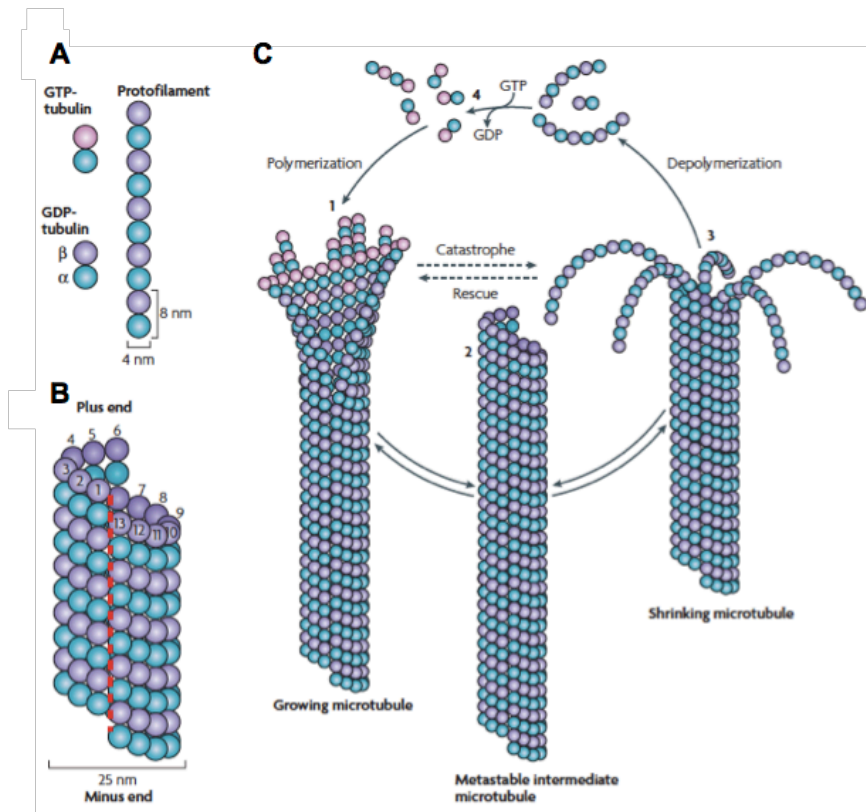 A
GTP-
tubulin
Protofilament
GDP-
tubulin
β
α
8 nm
4 nm
B
Plus end
4 5 6
3 2 1
7 8 9
13 12 11 10
25 nm
Minus end
C
4
GTP
GDP
Polymerization
Depolymerization
1
Catastrophe
Rescue
3
2
Growing microtubule
Shrinking microtubule
Metastable intermediate
microtubule